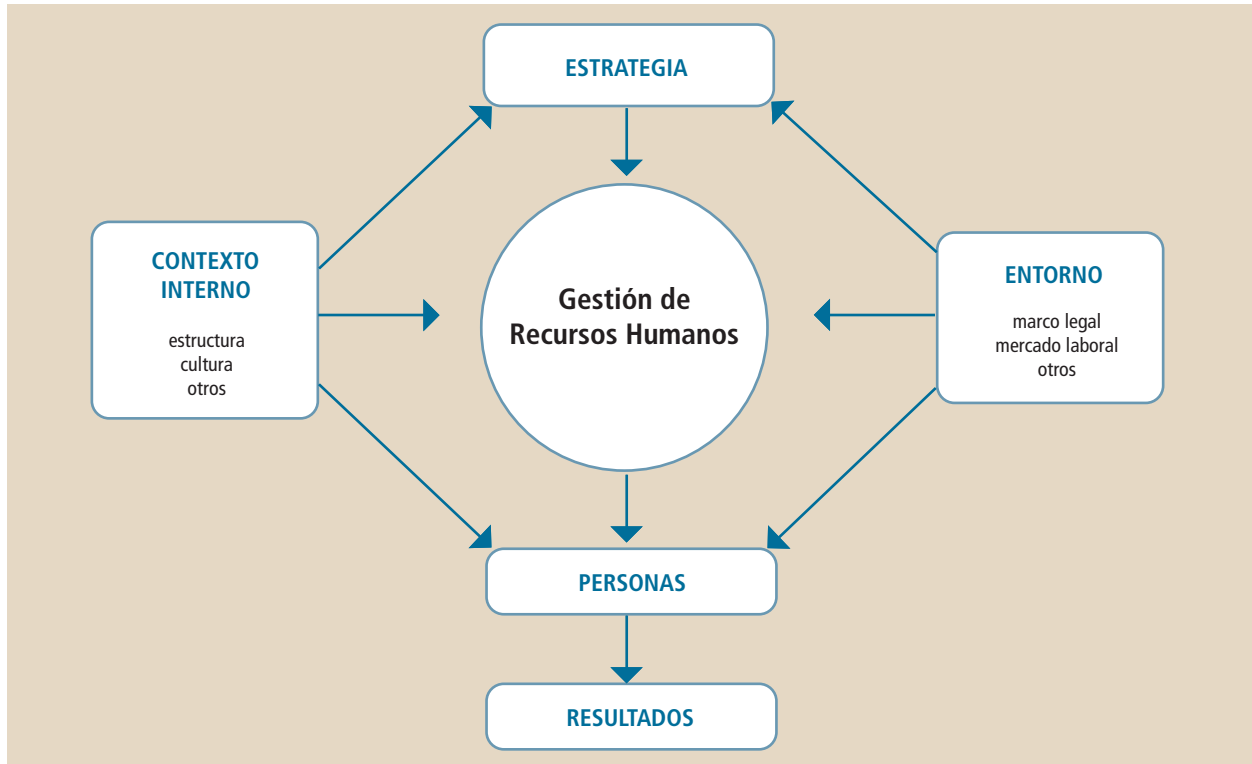 ESTRATEGIA
CONTEXTO
INTERNO
estructura
cultura
otros
Gestión de
Recursos Humanos
ENTORNO
marco legal
mercado laboral
otros
PERSONAS
RESULTADOS